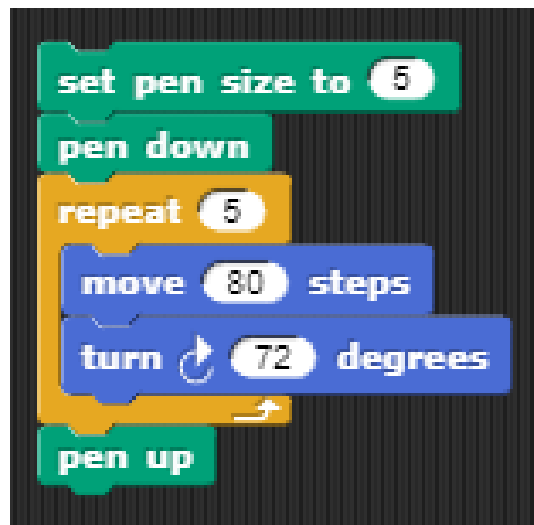 set pen size to 5
pen down
repeat 5
move 80 steps
turn 72 degrees
pen up